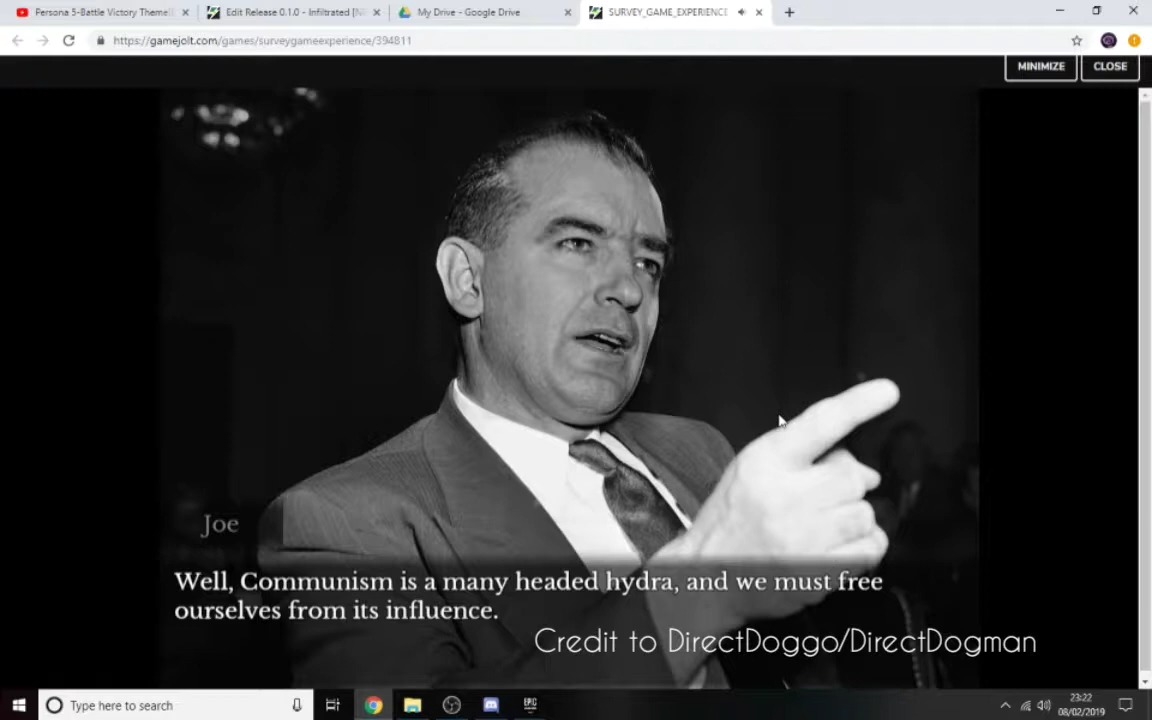 Persona 5-Battle Victory Theme
Edit Release 0.1.0 - Infiltrated [N
My Drive - Google Drive
SURVEY_GAME_EXPERIENCE
https://gamejolt.com/games/surveygameexperience/394811
MINIMIZE
CLOSE
Joe
Well, Communism is a many headed hydra, and we must free
ourselves from its influence.
Credit to DirectDoggo/DirectDogman
Type here to search
EPIC
23:22
08/02/2019